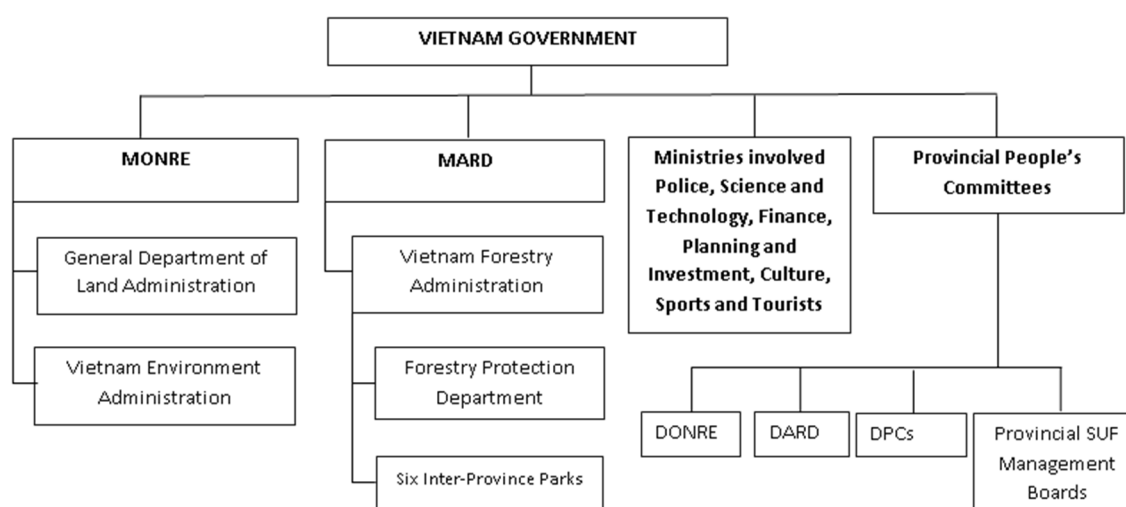 VIETNAM GOVERNMENT
MONRE
General Department of
Land Administration
Vietnam Environment
Administration
MARD
Vietnam Forestry
Administration
Forestry Protection
Department
Six Inter-Province Parks
Ministries involved
Police, Science and
Technology, Finance,
Planning and
Investment, Culture,
Sports and Tourists
Provincial People's
Committees
DONRE
DARD
DPCs
Provincial SUF
Management
Boards